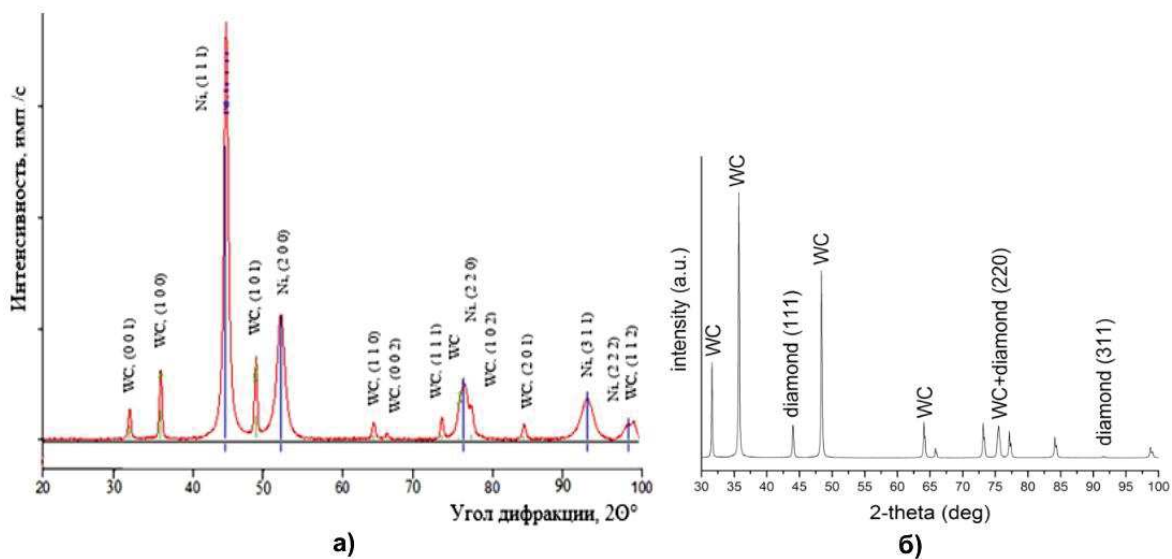 Интенсивность, имп./с
WC, (0 0 1)
WC, (1 0 0)
Ni, (1 1 1)
WC, (1 0 1)
Ni, (2 0 0)
WC, (1 1 0)
WC, (0 0 2)
WC, (1 1 1)
WC
Ni, (2 2 0)
WC, (1 0 2)
WC, (2 0 1)
Ni, (3 1 1)
Ni, (2 2 2)
WC, (1 1 2)
20 30 40 50 60 70 80 90 100
Угол дифракции, 2Θ°
а)
intensity (a.u.)
WC
WC
diamond (111)
WC
WC
WC+diamond (220)
diamond (311)
30 35 40 45 50 55 60 65 70 75 80 85 90 95 100
2-theta (deg)
б)